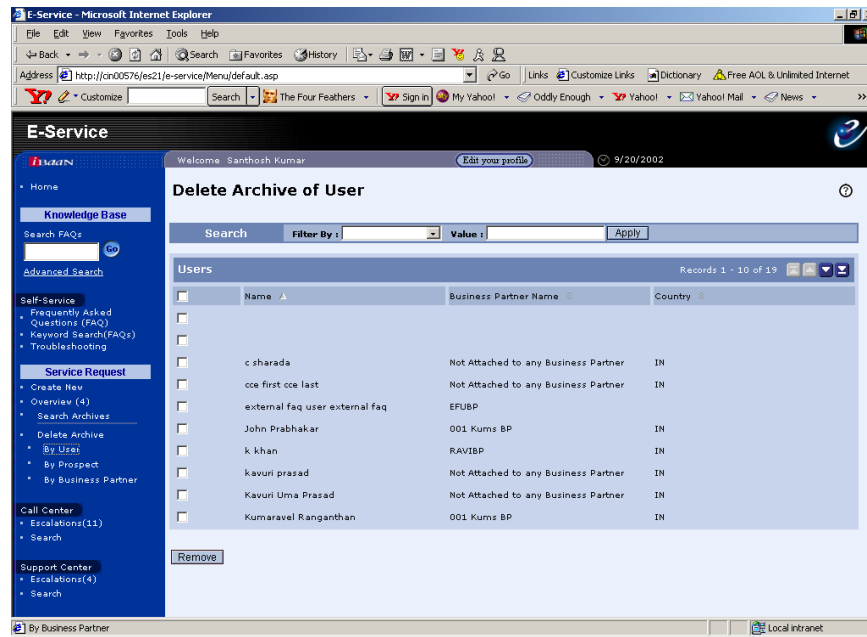 E-Service - Microsoft Internet Explorer
File Edit View Favorites Tools Help
Back Search Favorites History
Address http://cin00576/es21/e-service/Menu/default.asp Go Links Customize Links Dictionary Free AOL & Unlimited Internet
Y? Customize Search The Four Feathers Sign in My Yahoo! Oddly Enough Yahoo! Yahoo! Mail News »
E-Service
iBaaN Welcome Santhosh Kumar Edit your profile 9/20/2002
Home
Delete Archive of User
Knowledge Base
Search FAQs
Go
Advanced Search
Self-Service
Frequently Asked
Questions (FAQ)
Keyword Search(FAQs)
Troubleshooting
Service Request
Create New
Overview (4)
Search Archives
Delete Archive
By User
By Prospect
By Business Partner
Call Center
Escalations(11)
Search
Support Center
Escalations(4)
Search
Search Filter By : Value : Apply
Users Records 1 - 10 of 19
Name Business Partner Name Country
c sharada Not Attached to any Business Partner IN
cce first cce last Not Attached to any Business Partner IN
external faq user external faq EFUBP
John Prabhakar 001 Kums BP IN
k khan RAVIBP IN
kavuri prasad Not Attached to any Business Partner IN
Kavuri Uma Prasad Not Attached to any Business Partner IN
Kumaravel Ranganthan 001 Kums BP IN
Remove
By Business Partner Local intranet